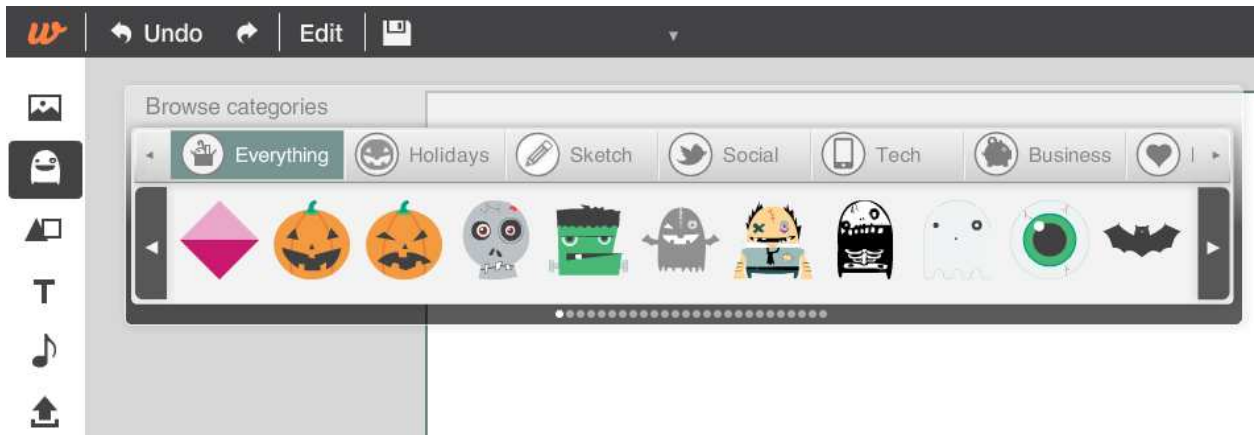 w Undo Edit
Browse categories
Everything Holidays Sketch Social Tech Business
T